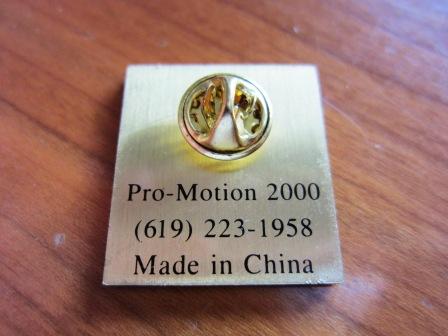 Pro-Motion 2000
(619) 223-1958
Made in China